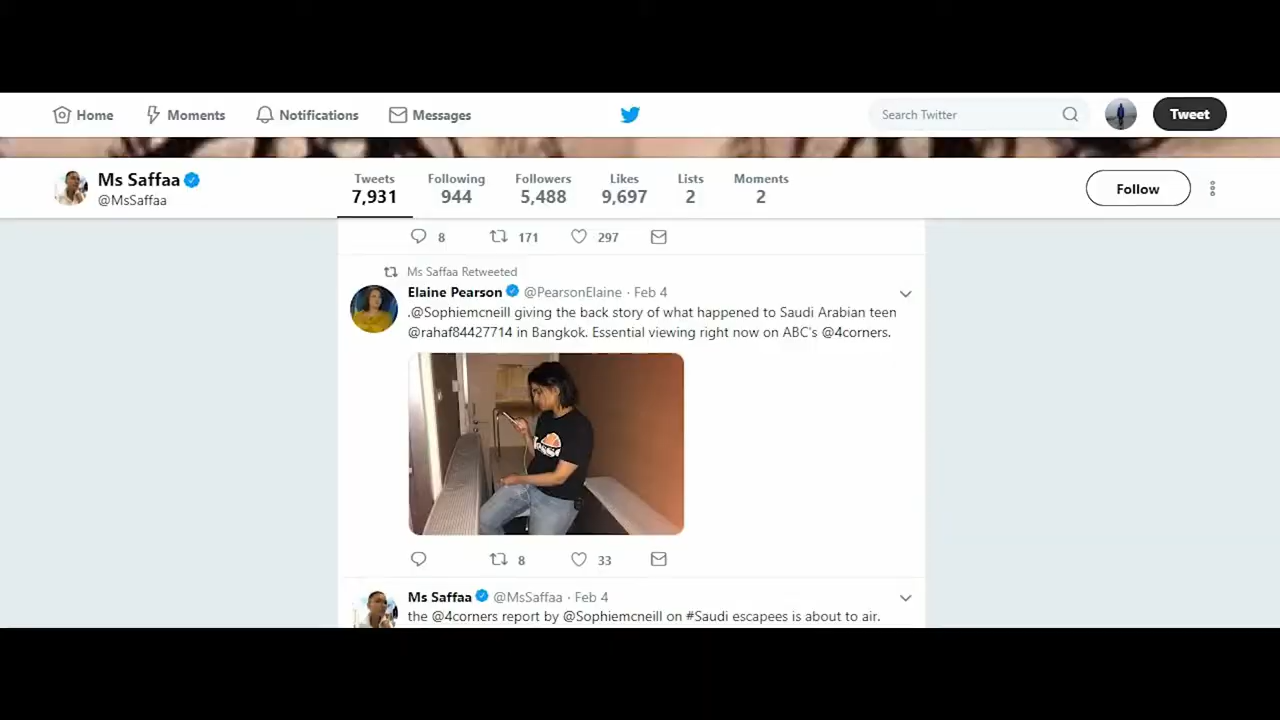 Home Moments Notifications Messages Search Twitter Tweet
Ms Saffaa
@MsSaffaa
Tweets Following Followers Likes Lists Moments
7,931 944 5,488 9,697 2 2
Follow
8 171 297
Ms Saffaa Retweeted
Elaine Pearson @PearsonElaine · Feb 4
.@Sophiemcneill giving the back story of what happened to Saudi Arabian teen
@rahaf84427714 in Bangkok. Essential viewing right now on ABC's @4corners.
8 33
Ms Saffaa @MsSaffaa · Feb 4
the @4corners report by @Sophiemcneill on #Saudi escapees is about to air.